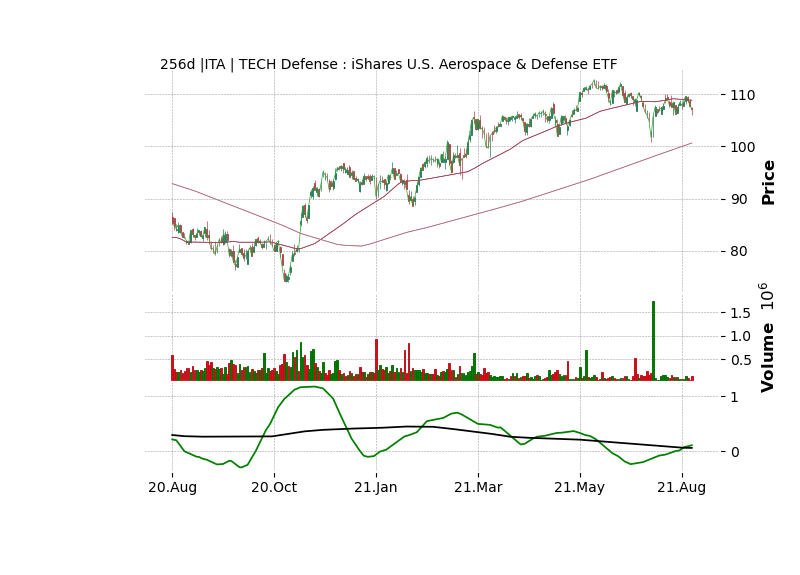 256d |ITA | TECH Defense : iShares U.S. Aerospace & Defense ETF
110
100
90
80
Price
1.5
1.0
0.5
Volume 10^6
1
0
20.Aug 20.Oct 21.Jan 21.Mar 21.May 21.Aug